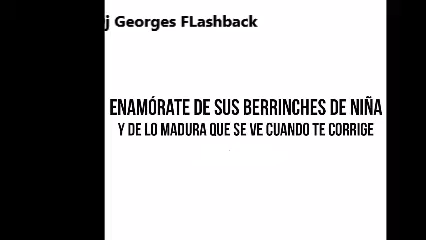 j Georges FLashback
ENAMÓRATE DE SUS BERRINCHES DE NIÑA
Y DE LO MADURA QUE SE VE CUANDO TE CORRIGE